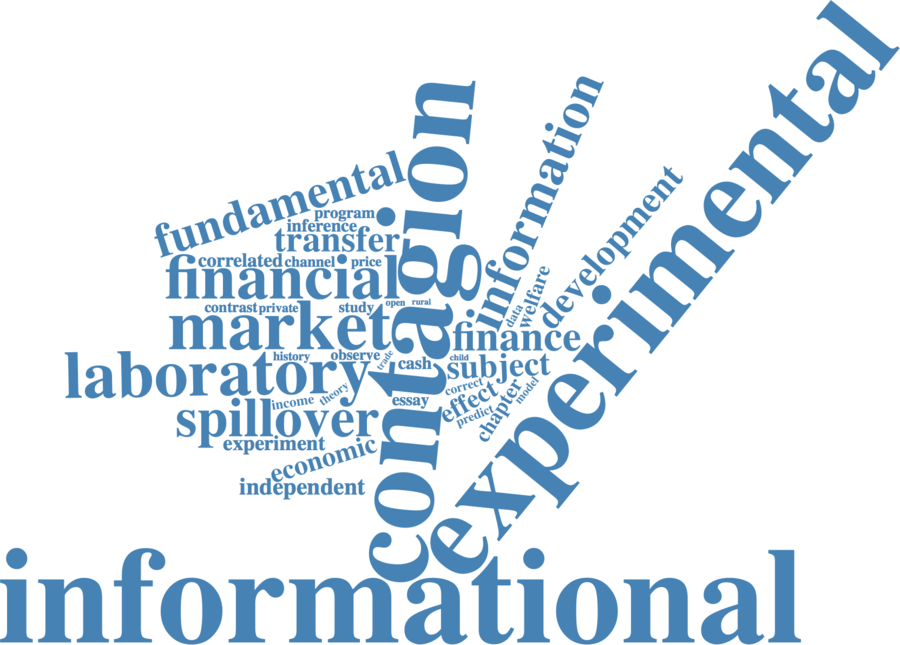 experimental
contagion
information
fundamental
development
program
inference
transfer
correlated channel price
financial
welfare
data
contrast private study open rural
market
finance
history observe trade cash child
laboratory
subject
theory
correct
model
income essay
effect
predict
chapter
spillover
experiment
economic
independent
informational